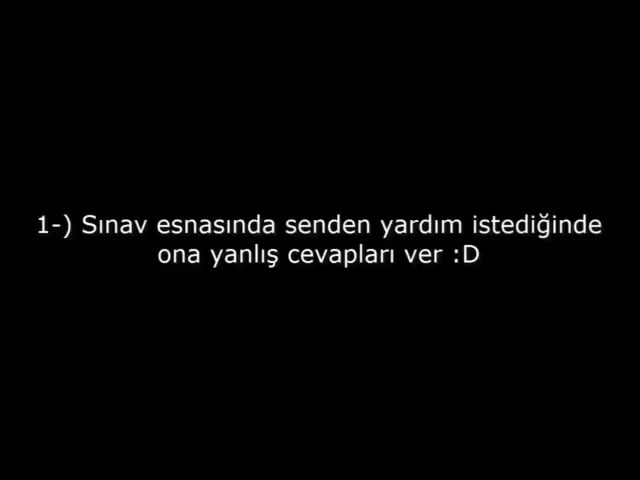 1-) Sınav esnasında senden yardım istediğinde
ona yanlış cevapları ver :D